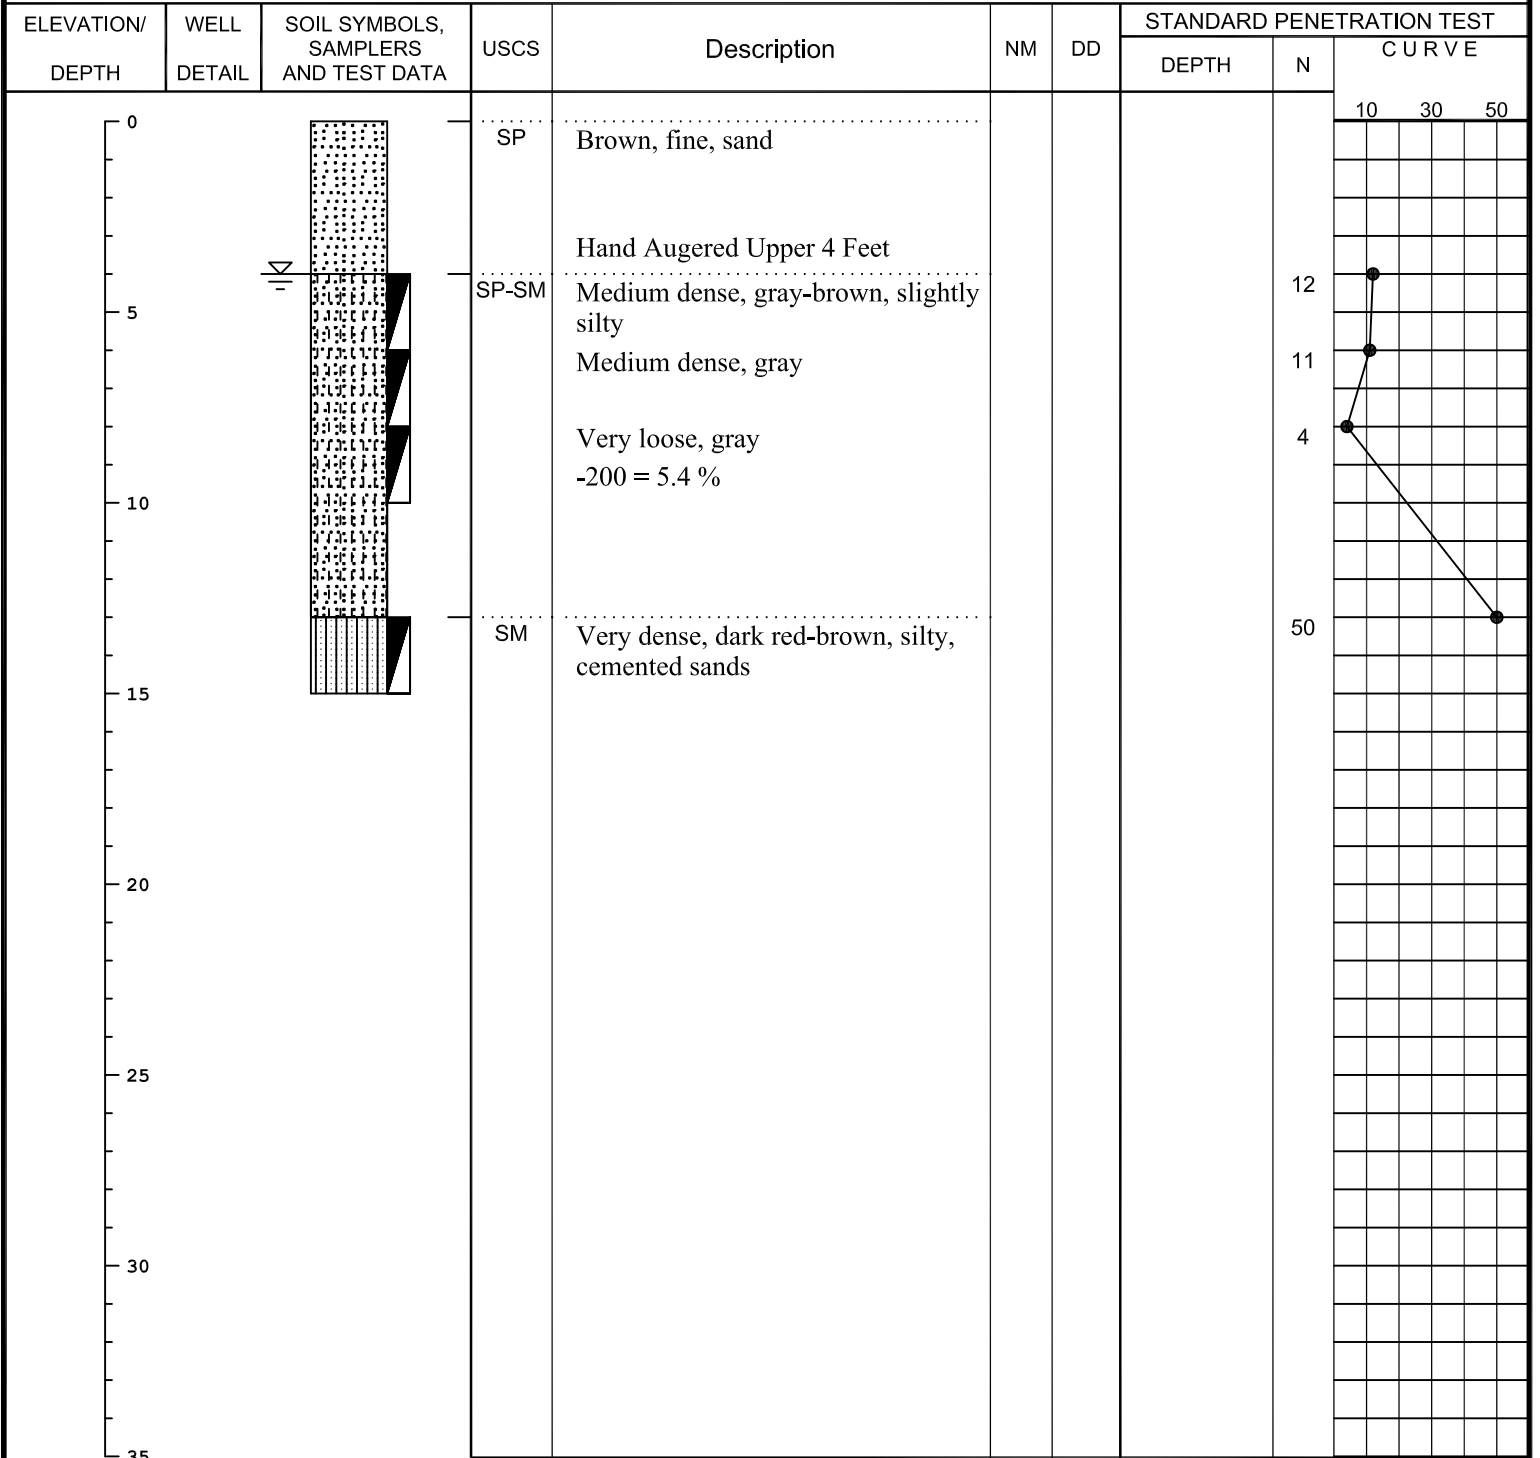 ELEVATION/
DEPTH
WELL
DETAIL
SOIL SYMBOLS,
SAMPLERS
AND TEST DATA
USCS
Description
NM
DD
STANDARD PENETRATION TEST
DEPTH
N
CURVE
10 30 50
0
SP
Brown, fine, sand
Hand Augered Upper 4 Feet
SP-SM
Medium dense, gray-brown, slightly
silty
12
5
Medium dense, gray
11
Very loose, gray
4
-200 = 5.4 %
10
SM
Very dense, dark red-brown, silty,
cemented sands
50
15
20
25
30
35